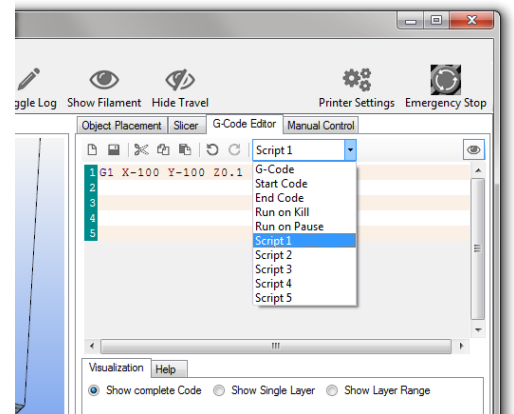 ggle Log Show Filament Hide Travel Printer Settings Emergency Stop
Object Placement Slicer G-Code Editor Manual Control
Script 1
1 G1 X-100 Y-100 Z0.1
2
3
4
5
G-Code
Start Code
End Code
Run on Kill
Run on Pause
Script 1
Script 2
Script 3
Script 4
Script 5
Visualization Help
Show complete Code Show Single Layer Show Layer Range